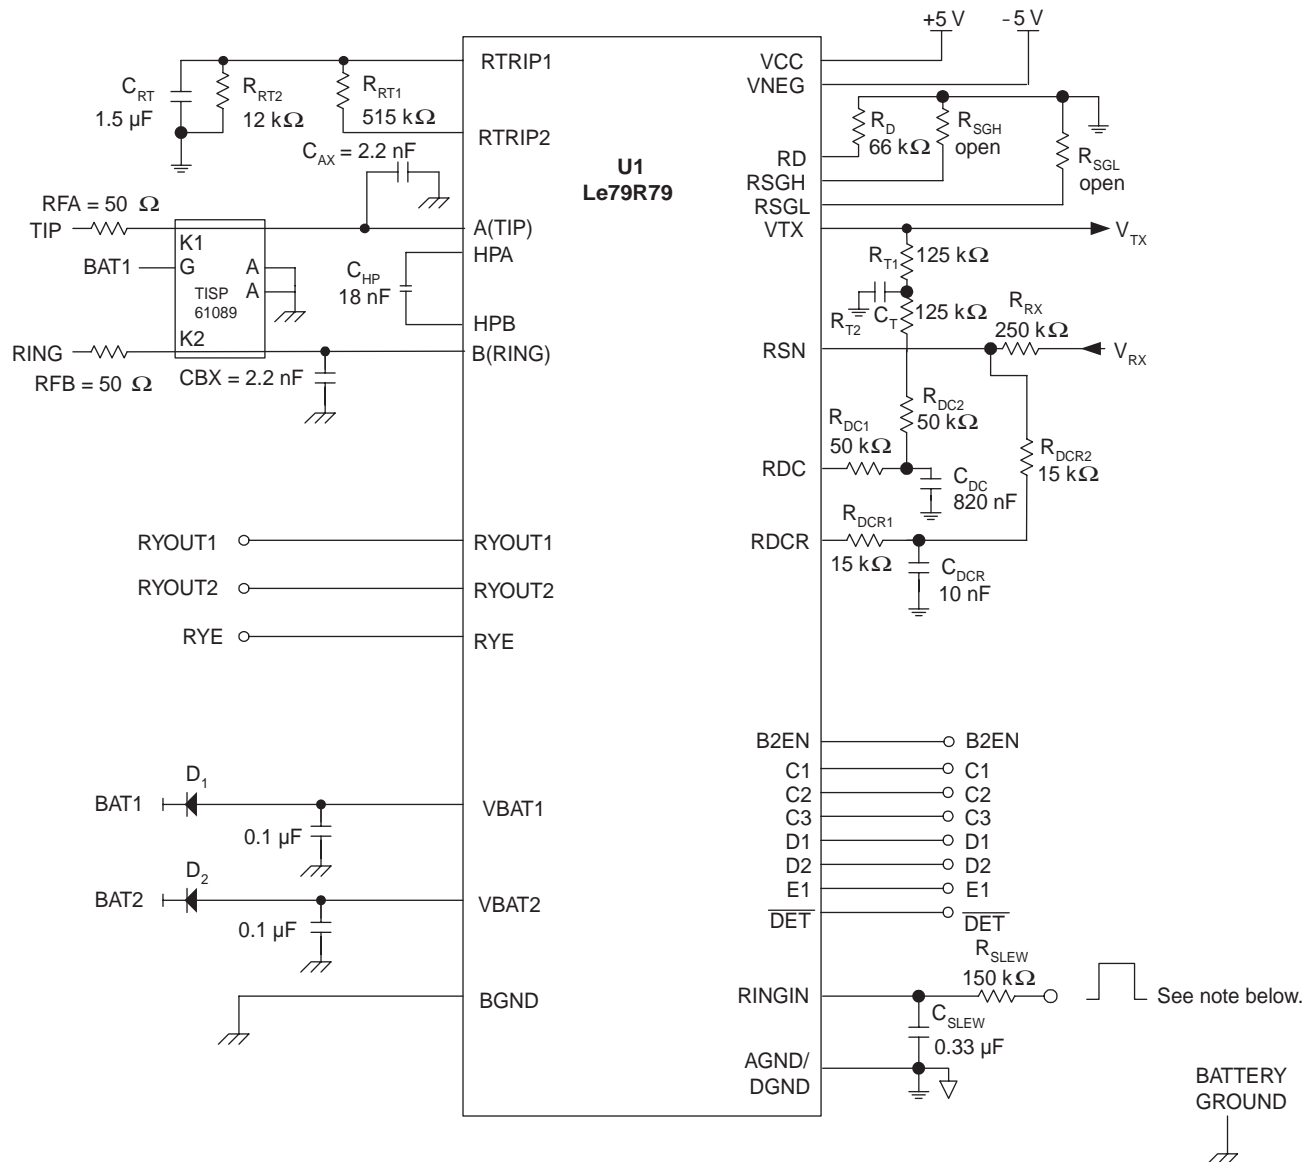 +5 V
-5 V
RTRIP1
VCC
VNEG
C_RT
1.5 µF
R_RT2
12 kΩ
R_RT1
515 kΩ
RTRIP2
R_D
66 kΩ
R_SGH
open
R_SGL
open
C_AX = 2.2 nF
U1
Le79R79
RD
RSGH
RSGL
RFA = 50 Ω
TIP
A(TIP)
VTX
V_TX
K1
BAT1
G
A
A
TISP
61089
K2
HPA
C_HP
18 nF
HPB
R_T1
125 kΩ
C_T
R_T2
125 kΩ
R_RX
250 kΩ
RING
B(RING)
RSN
V_RX
RFB = 50 Ω
CBX = 2.2 nF
R_DC2
50 kΩ
R_DC1
50 kΩ
RDC
R_DCR2
15 kΩ
C_DC
820 nF
R_DCR1
15 kΩ
RDCR
C_DCR
10 nF
RYOUT1
RYOUT1
RYOUT2
RYOUT2
RYE
RYE
B2EN
B2EN
C1
C1
C2
C2
C3
C3
D1
D1
D2
D2
E1
E1
DET
DET
D_1
BAT1
VBAT1
0.1 µF
D_2
BAT2
VBAT2
0.1 µF
BGND
RINGIN
R_SLEW
150 kΩ
See note below.
C_SLEW
0.33 µF
AGND/
DGND
BATTERY
GROUND